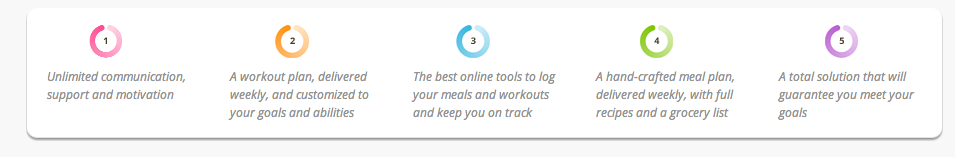 1
Unlimited communication,
support and motivation
2
A workout plan, delivered
weekly, and customized to
your goals and abilities
3
The best online tools to log
your meals and workouts
and keep you on track
4
A hand-crafted meal plan,
delivered weekly, with full
recipes and a grocery list
5
A total solution that will
guarantee you meet your
goals